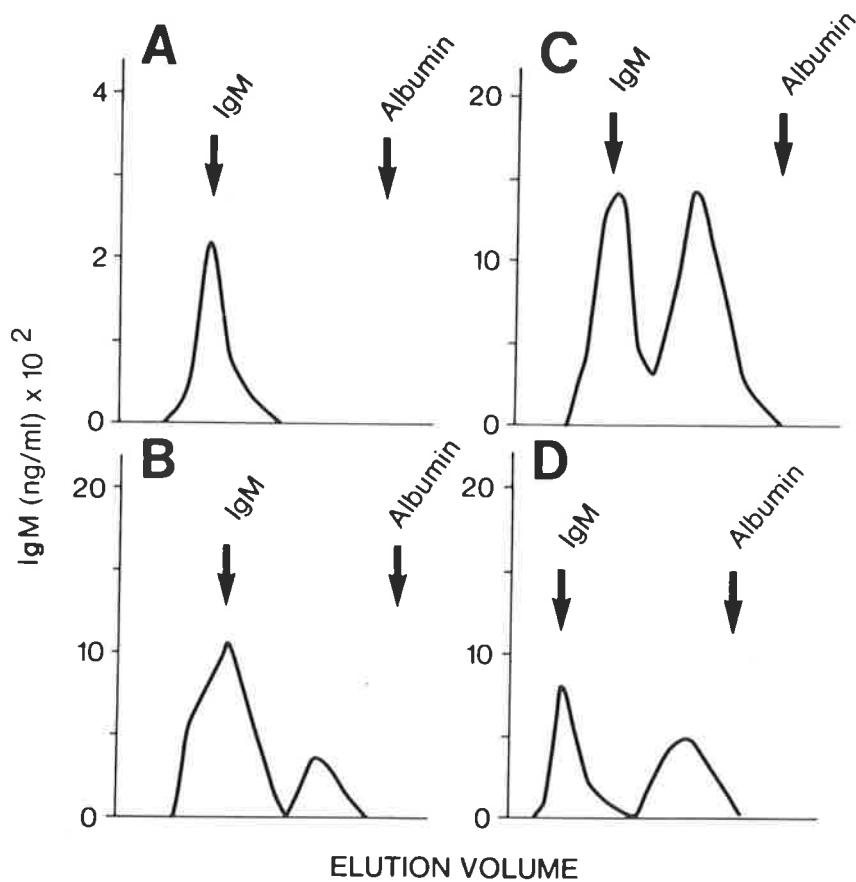 A
IgM
Albumin
4
2
0
C
IgM
Albumin
20
10
0
B
IgM
Albumin
20
10
0
D
IgM
Albumin
20
10
0
IgM (ng/ml) x 10 2
ELUTION VOLUME